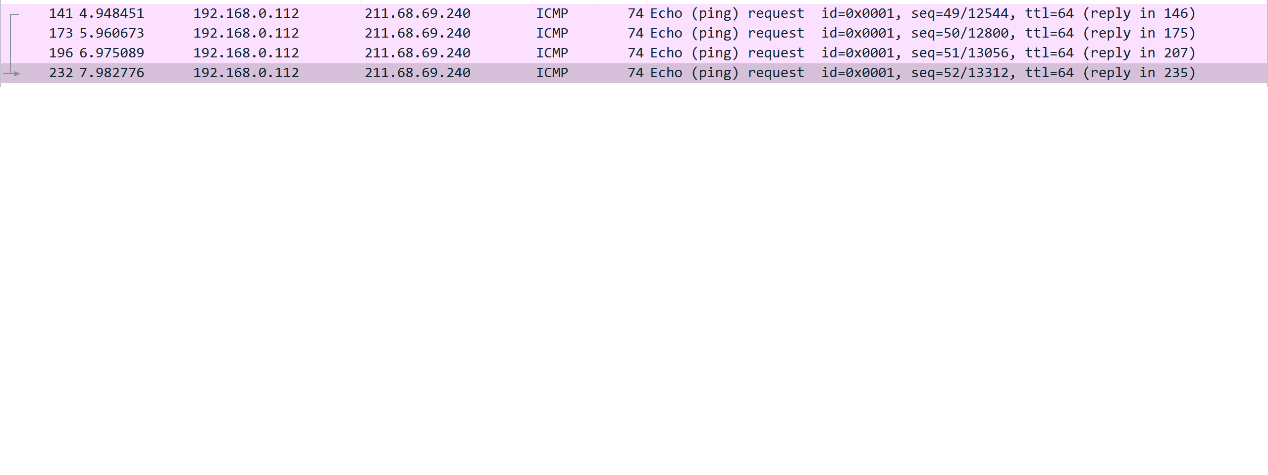 141 4.948451 192.168.0.112 211.68.69.240 ICMP 74 Echo (ping) request id=0x0001, seq=49/12544, ttl=64 (reply in 146)
173 5.960673 192.168.0.112 211.68.69.240 ICMP 74 Echo (ping) request id=0x0001, seq=50/12800, ttl=64 (reply in 175)
196 6.975089 192.168.0.112 211.68.69.240 ICMP 74 Echo (ping) request id=0x0001, seq=51/13056, ttl=64 (reply in 207)
232 7.982776 192.168.0.112 211.68.69.240 ICMP 74 Echo (ping) request id=0x0001, seq=52/13312, ttl=64 (reply in 235)